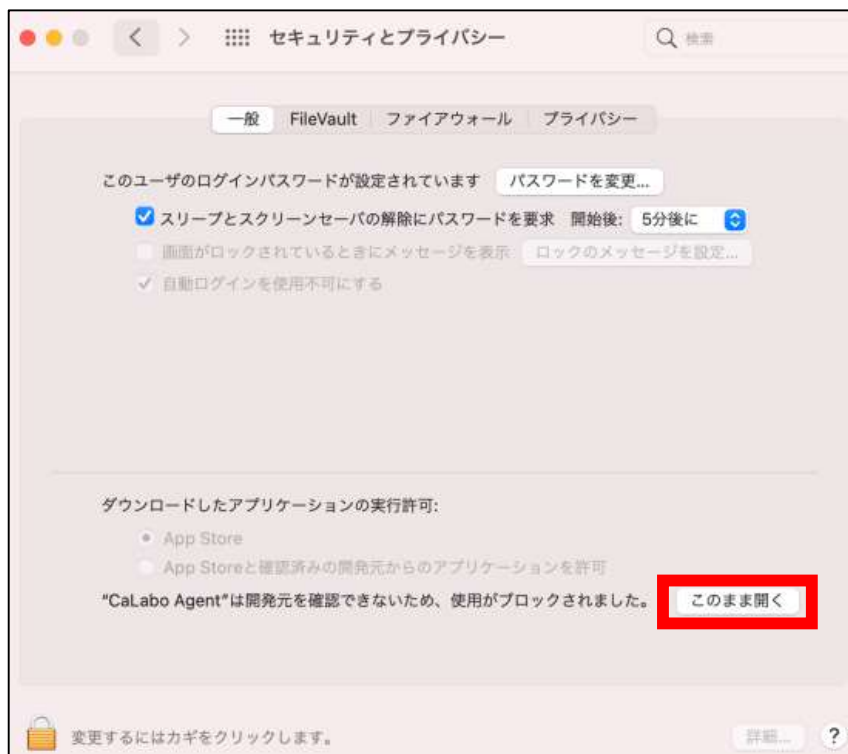 セキュリティとプライバシー
検索
一般 FileVault ファイアウォール プライバシー
このユーザのログインパスワードが設定されています パスワードを変更...
スリープとスクリーンセーバの解除にパスワードを要求 開始後: 5分後に
画面がロックされているときにメッセージを表示 ロックのメッセージを設定...
自動ログインを使用不可にする
ダウンロードしたアプリケーションの実行許可:
App Store
App Storeと確認済みの開発元からのアプリケーションを許可
"CaLabo Agent"は開発元を確認できないため、使用がブロックされました。 このまま開く
変更するにはカギをクリックします。 詳細... ?